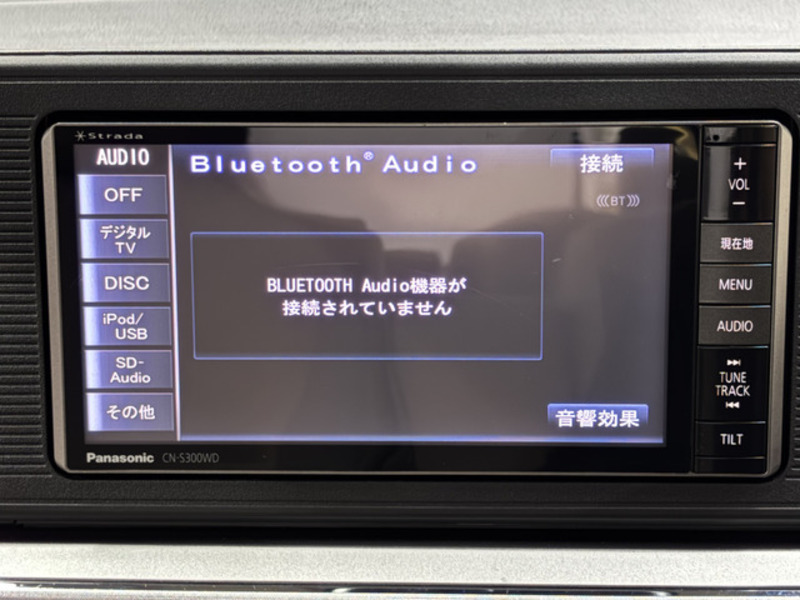 Strada
AUDIO
Bluetooth® Audio
接続
BT
OFF
デジタル
TV
DISC
iPod/
USB
SD-
Audio
その他
BLUETOOTH Audio機器が
接続されていません
音響効果
Panasonic CN-S300WD
+
VOL
−
現在地
MENU
AUDIO
TUNE
TRACK
TILT